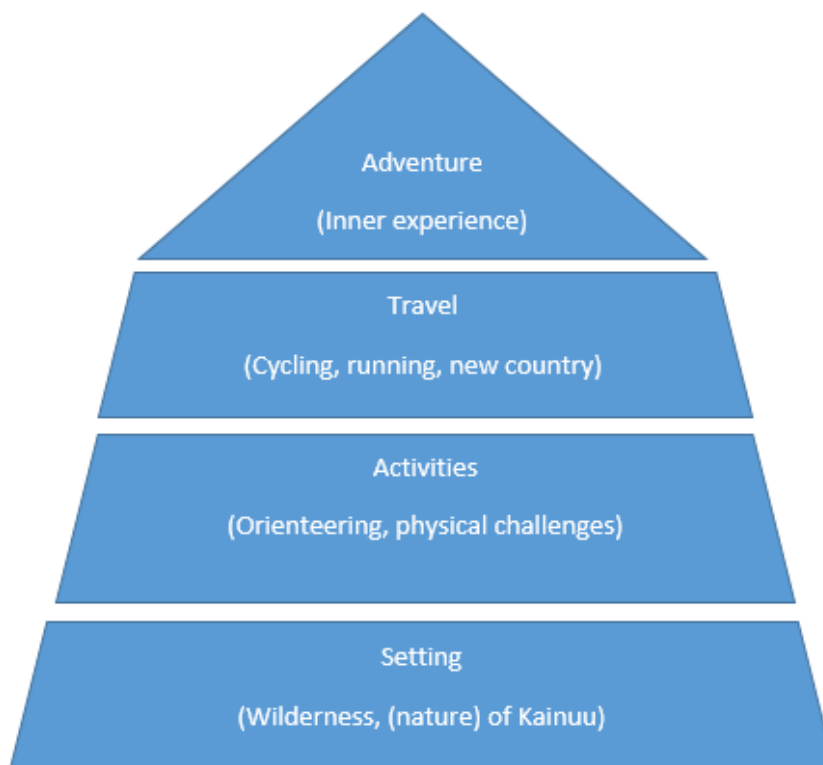 Adventure
(Inner experience)
Travel
(Cycling, running, new country)
Activities
(Orienteering, physical challenges)
Setting
(Wilderness, (nature) of Kainuu)